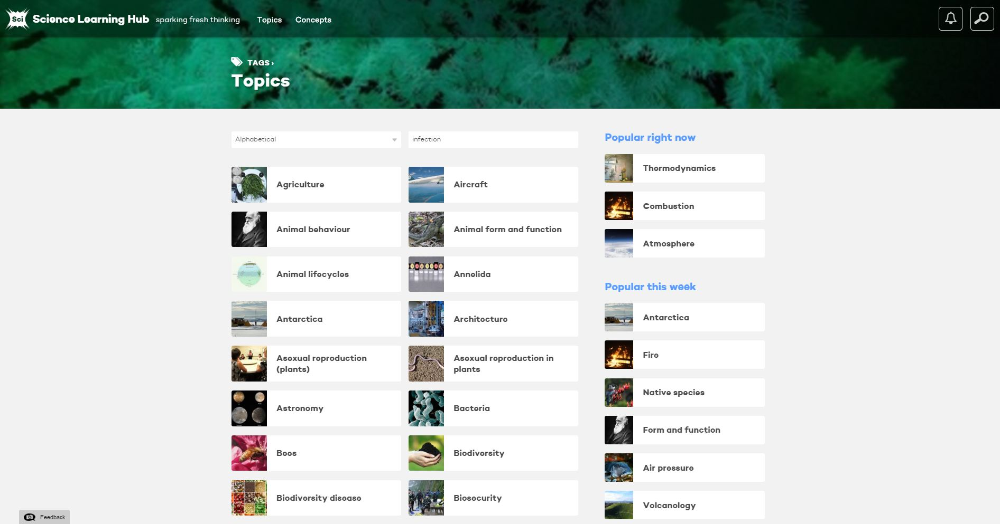 Sci Science Learning Hub sparking fresh thinking Topics Concepts
TAGS ›
Topics
Alphabetical infection
Agriculture
Aircraft
Animal behaviour
Animal form and function
Animal lifecycles
Annelida
Antarctica
Architecture
Asexual reproduction
(plants)
Asexual reproduction in
plants
Astronomy
Bacteria
Bees
Biodiversity
Biodiversity disease
Biosecurity
Popular right now
Thermodynamics
Combustion
Atmosphere
Popular this week
Antarctica
Fire
Native species
Form and function
Air pressure
Volcanology
Feedback